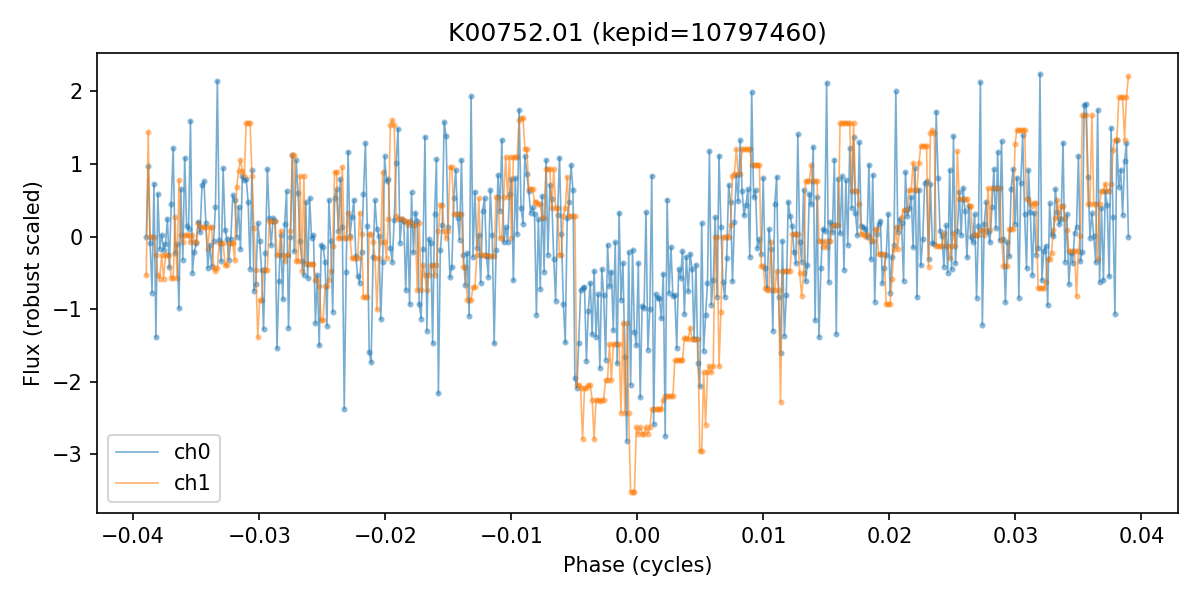 K00752.01 (kepid=10797460)
Flux (robust scaled)
2
1
0
−1
−2
−3
ch0
ch1
−0.04 −0.03 −0.02 −0.01 0.00 0.01 0.02 0.03 0.04
Phase (cycles)